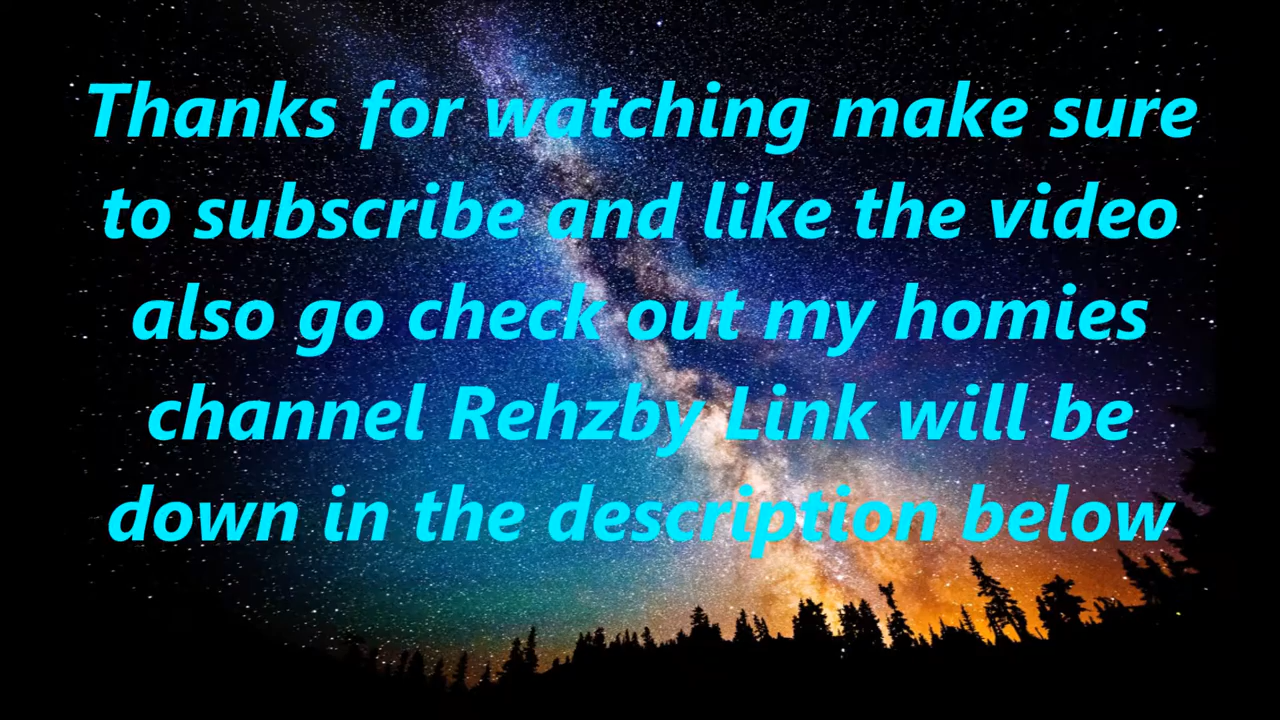 Thanks for watching make sure
to subscribe and like the video
also go check out my homies
channel Rehzby Link will be
down in the description below